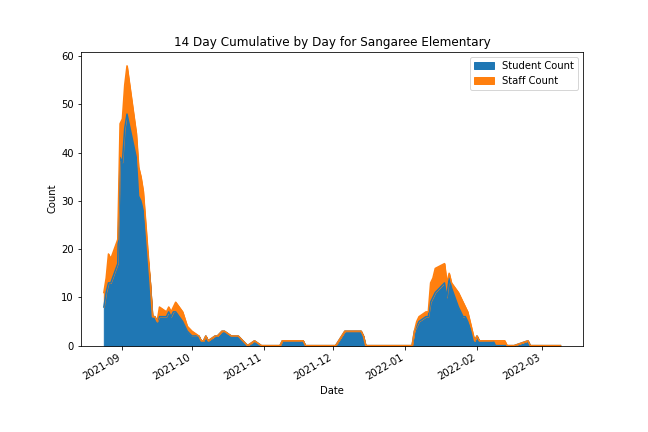 14 Day Cumulative by Day for Sangaree Elementary
Student Count
Staff Count
60
50
40
30
20
10
0
Count
2021-09
2021-10
2021-11
2021-12
2022-01
2022-02
2022-03
Date